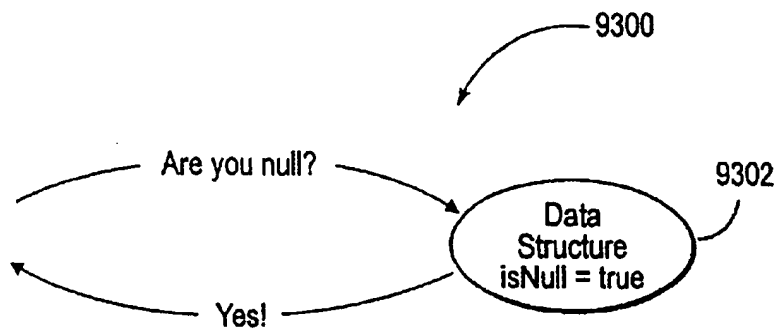 9300
Are you null?
9302
Data
Structure
isNull = true
Yes!